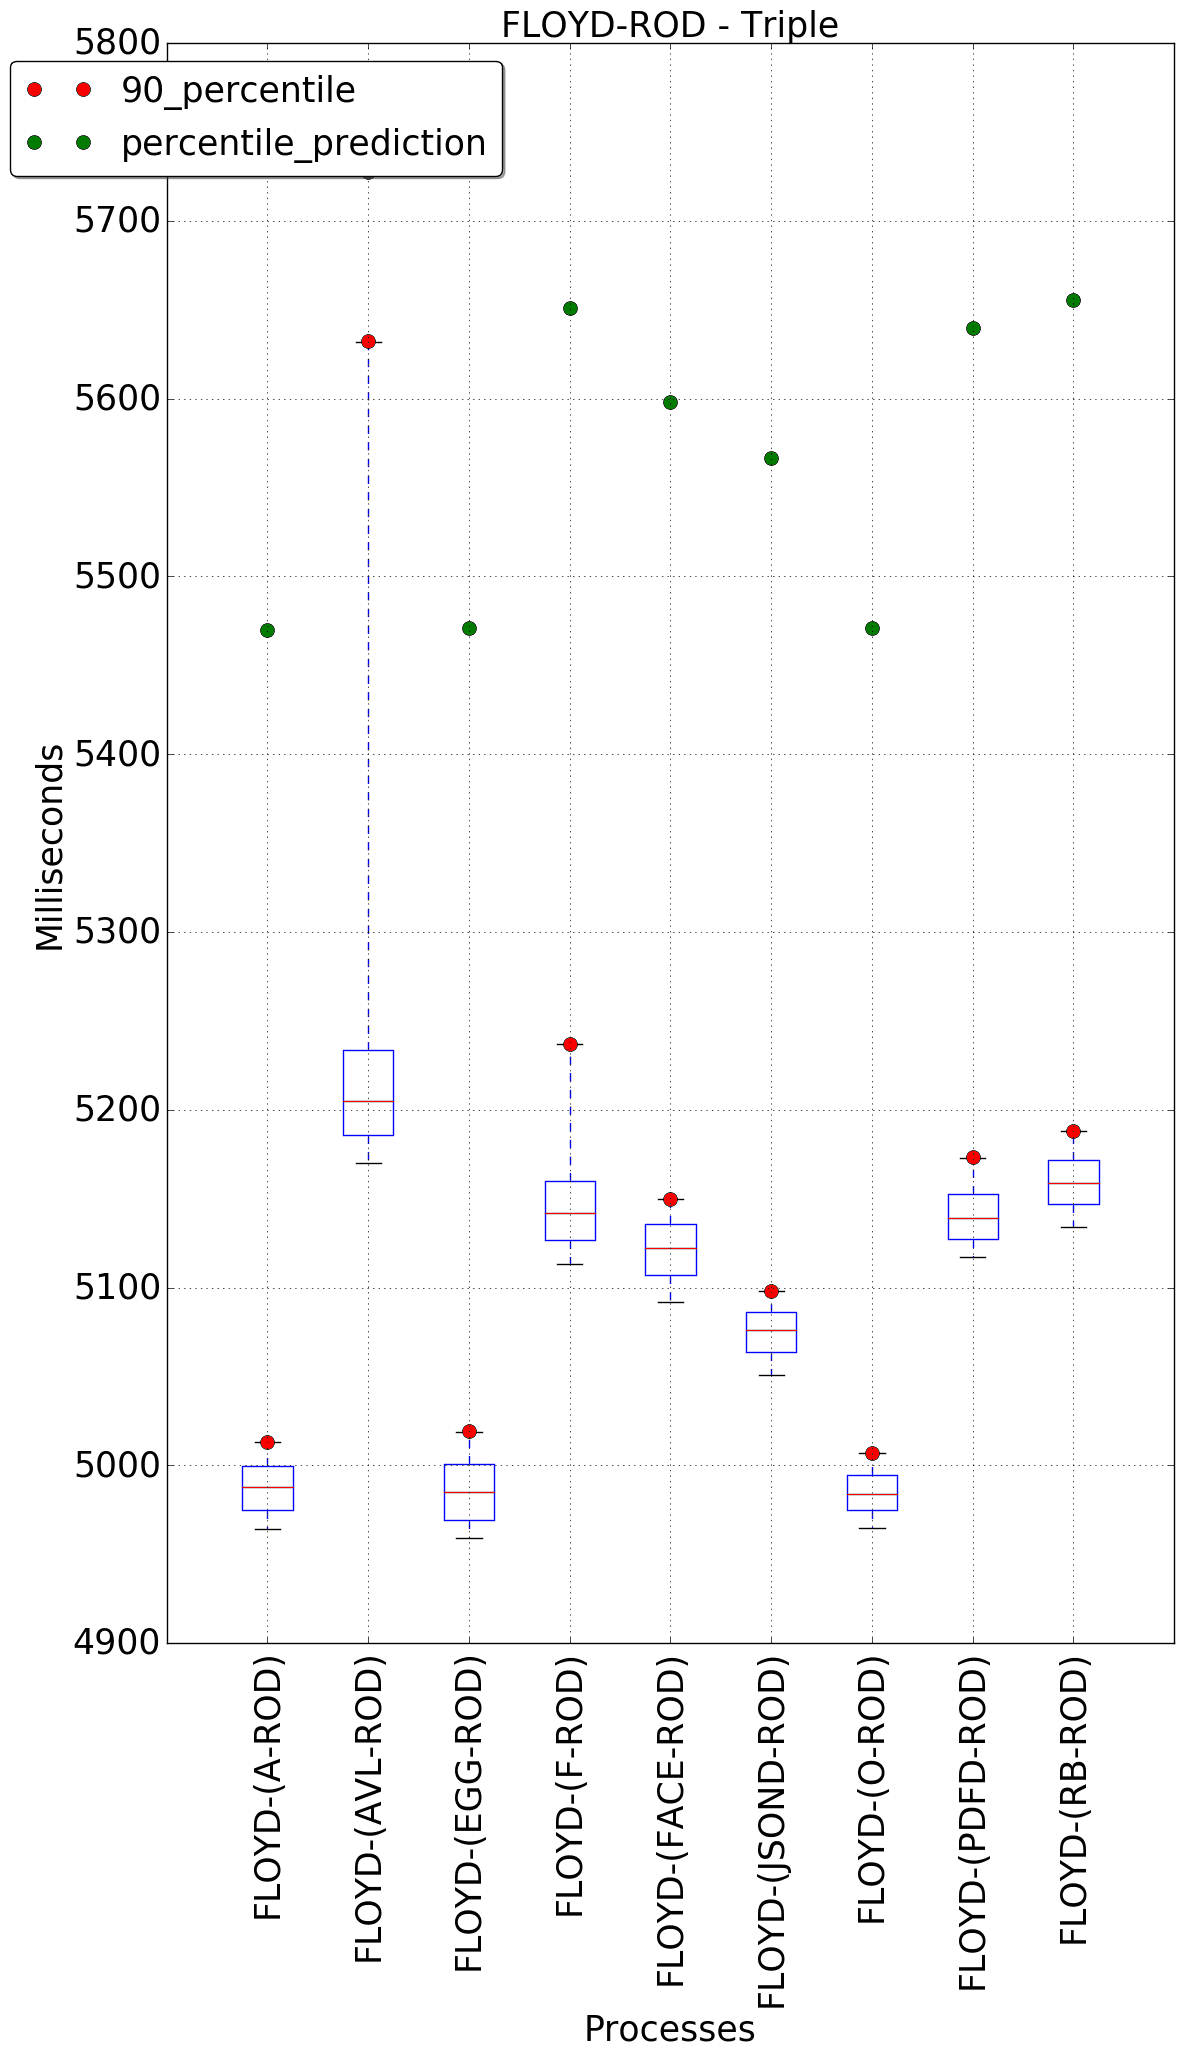 FLOYD-ROD - Triple
90_percentile
percentile_prediction
Milliseconds
5800
5700
5600
5500
5400
5300
5200
5100
5000
4900
FLOYD-(A-ROD)
FLOYD-(AVL-ROD)
FLOYD-(EGG-ROD)
FLOYD-(F-ROD)
FLOYD-(FACE-ROD)
FLOYD-(JSOND-ROD)
FLOYD-(O-ROD)
FLOYD-(PDFD-ROD)
FLOYD-(RB-ROD)
Processes